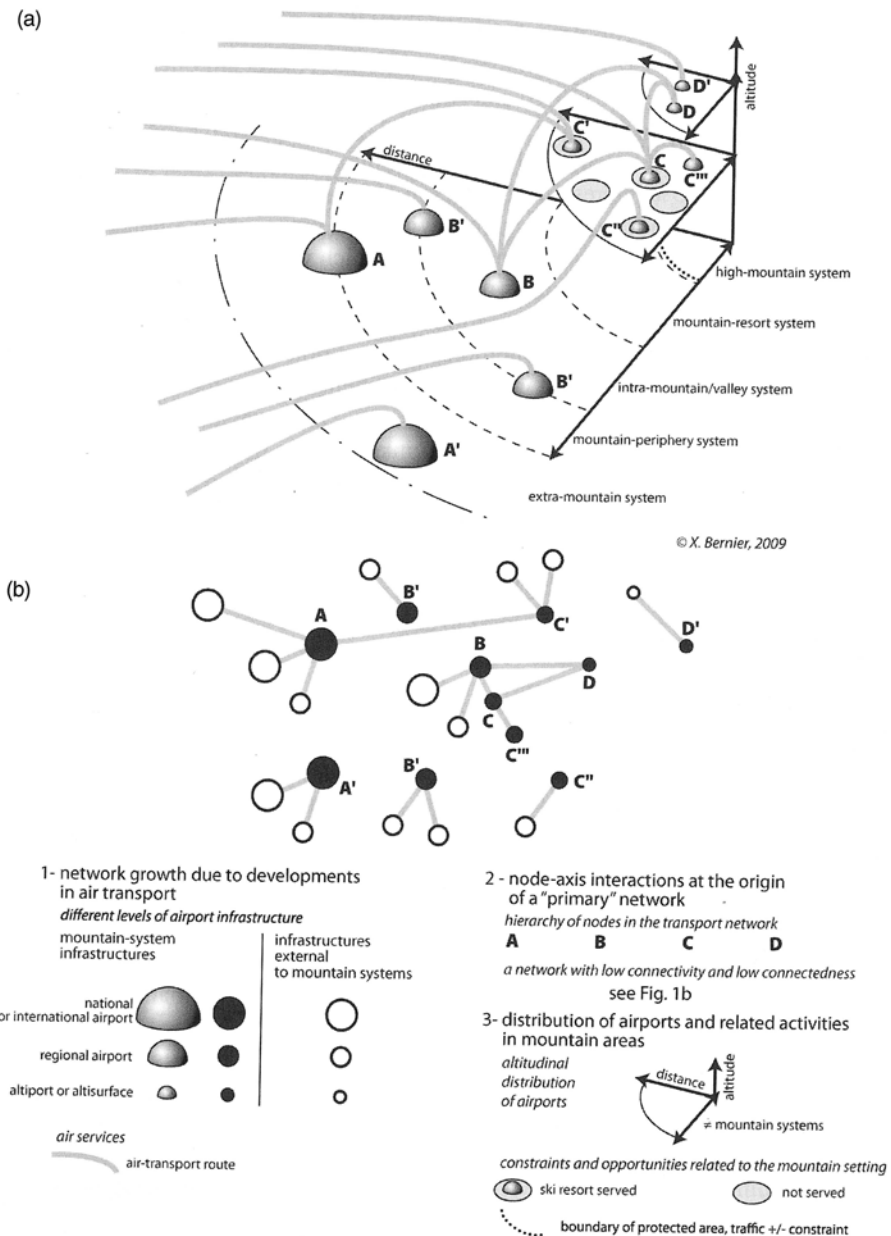 (a)
D'
D
altitude
C'
C
C'''
distance
B'
A
C''
B
high-mountain system
mountain-resort system
B'
intra-mountain/valley system
mountain-periphery system
A'
extra-mountain system
© X. Bernier, 2009
(b)
B'
A
C'
D'
B
D
C
C'''
B'
A'
C''
1- network growth due to developments
in air transport
different levels of airport infrastructure
mountain-system
infrastructures
infrastructures
external
to mountain systems
national
or international airport
regional airport
altiport or altisurface
air services
air-transport route
2 - node-axis interactions at the origin
of a "primary" network
hierarchy of nodes in the transport network
A B C D
a network with low connectivity and low connectedness
see Fig. 1b
3- distribution of airports and related activities
in mountain areas
altitudinal
distribution
of airports
distance
altitude
≠ mountain systems
constraints and opportunities related to the mountain setting
ski resort served
not served
boundary of protected area, traffic +/- constraint